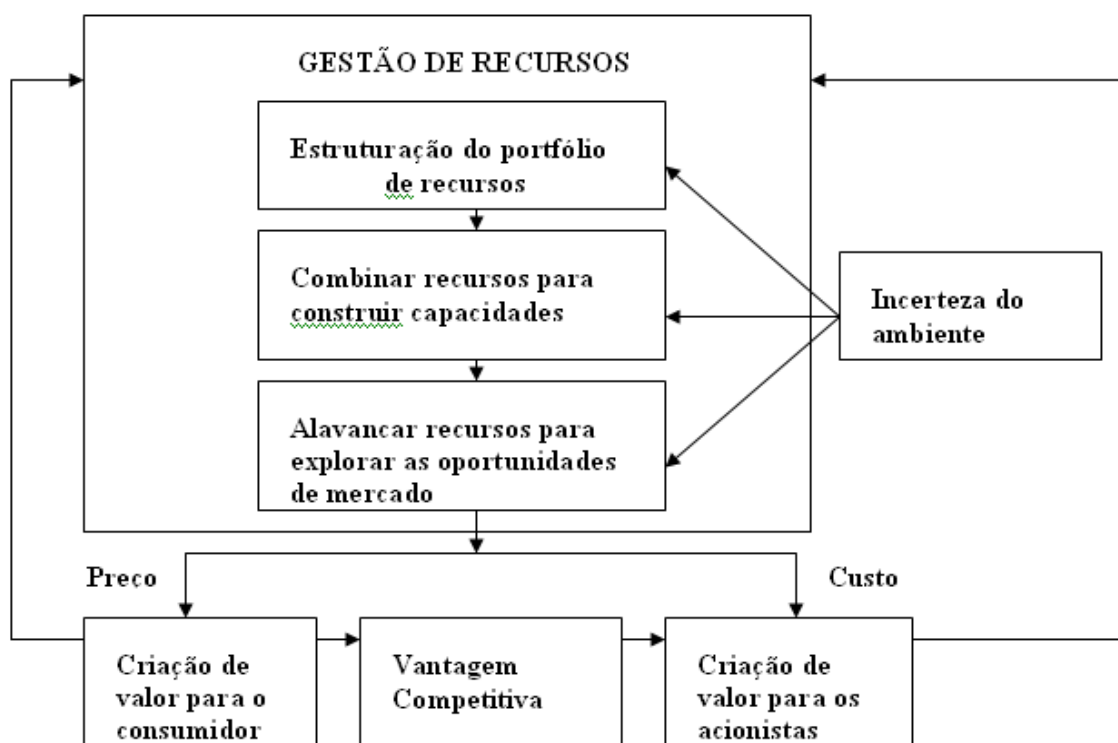 GESTÃO DE RECURSOS
Estruturação do portfólio
de recursos
Combinar recursos para
construir capacidades
Incerteza do
ambiente
Alavancar recursos para
explorar as oportunidades
de mercado
Preço
Custo
Criação de
valor para o
consumidor
Vantagem
Competitiva
Criação de
valor para os
acionistas